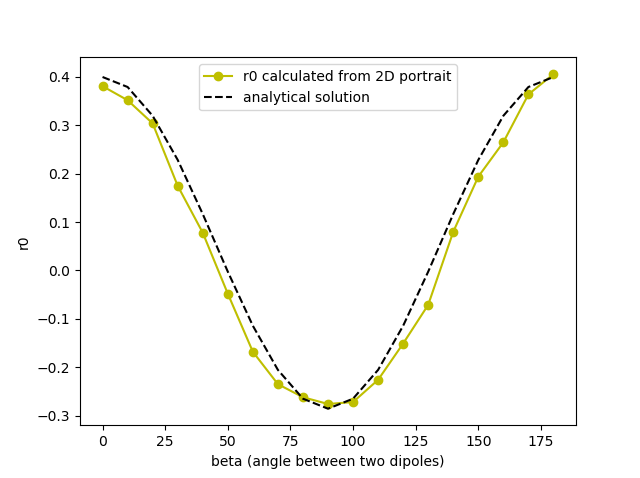 r0 calculated from 2D portrait
analytical solution
0.4
0.3
0.2
0.1
0.0
−0.1
−0.2
−0.3
r0
0 25 50 75 100 125 150 175
beta (angle between two dipoles)